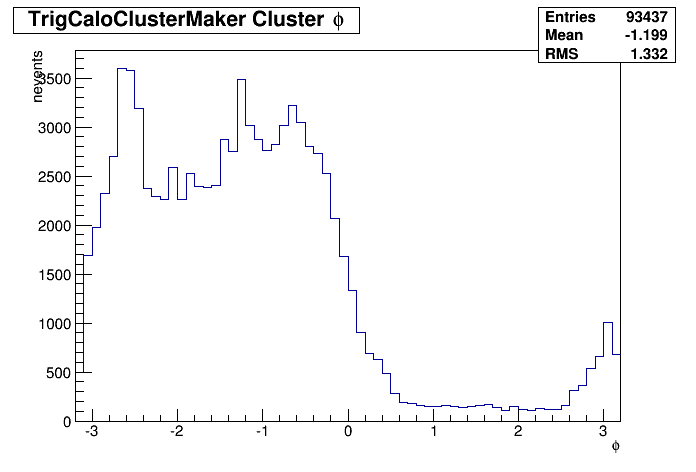 TrigCaloClusterMaker Cluster ϕ
Entries 93437
Mean -1.199
RMS 1.332
nevents
3500
3000
2500
2000
1500
1000
500
0
-3 -2 -1 0 1 2 3
ϕ